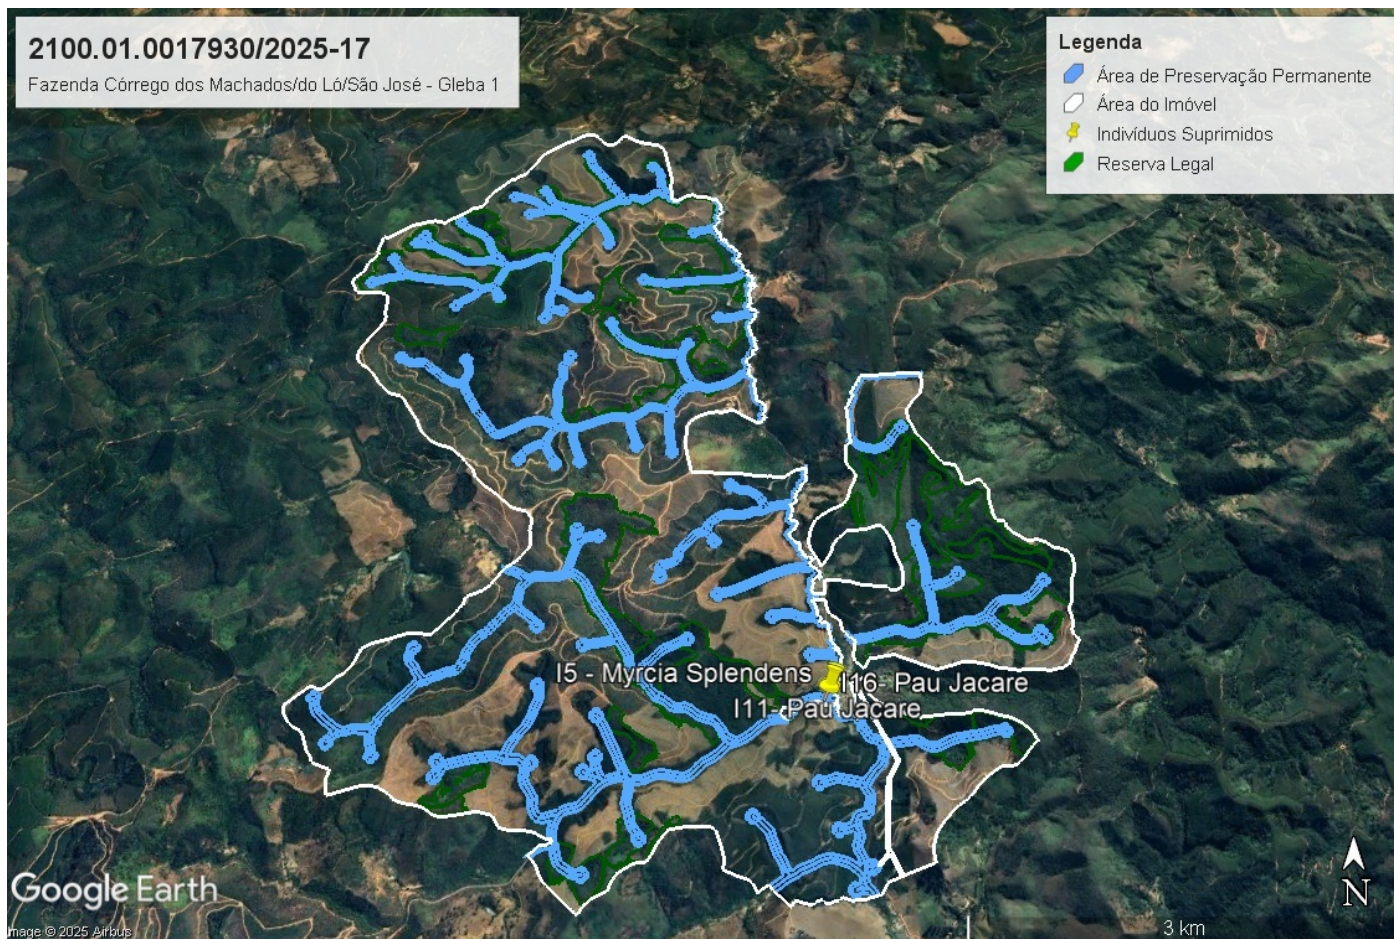 2100.01.0017930/2025-17
Fazenda Córrego dos Machados/do Ló/São José - Gleba 1
Legenda
Área de Preservação Permanente
Área do Imóvel
Indivíduos Suprimidos
Reserva Legal
I5 - Myrcia Splendens
I16- Pau Jacare
I11- Pau Jacare
Google Earth
N
Image © 2025 Airbus
3 km